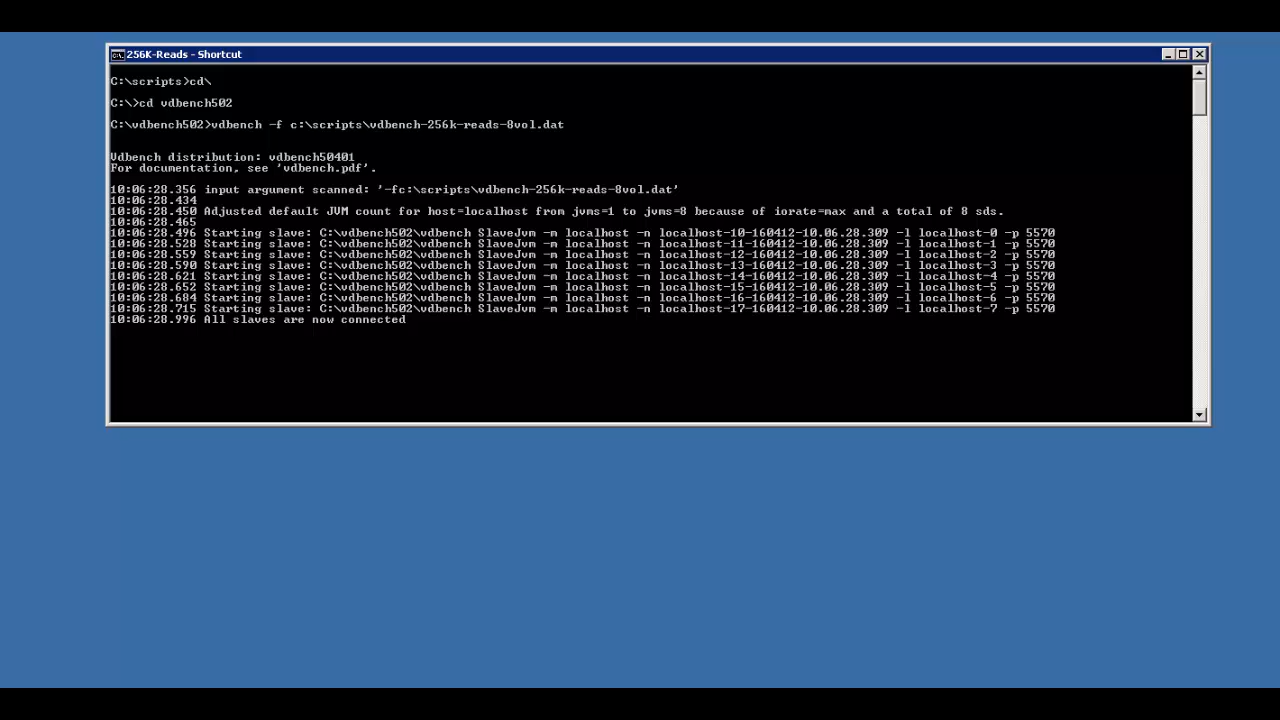 256K-Reads - Shortcut
C:\scripts>cd\
C:\>cd vdbench502
C:\vdbench502>vdbench -f c:\scripts\vdbench-256k-reads-8vol.dat
Vdbench distribution: vdbench50401
For documentation, see 'vdbench.pdf'.
10:06:28.356 input argument scanned: '-fc:\scripts\vdbench-256k-reads-8vol.dat'
10:06:28.434
10:06:28.450 Adjusted default JVM count for host=localhost from jvms=1 to jvms=8 because of iorate=max and a total of 8 sds.
10:06:28.465
10:06:28.496 Starting slave: C:\vdbench502\vdbench SlaveJvm -m localhost -n localhost-10-160412-10.06.28.309 -l localhost-0 -p 5570
10:06:28.528 Starting slave: C:\vdbench502\vdbench SlaveJvm -m localhost -n localhost-11-160412-10.06.28.309 -l localhost-1 -p 5570
10:06:28.559 Starting slave: C:\vdbench502\vdbench SlaveJvm -m localhost -n localhost-12-160412-10.06.28.309 -l localhost-2 -p 5570
10:06:28.590 Starting slave: C:\vdbench502\vdbench SlaveJvm -m localhost -n localhost-13-160412-10.06.28.309 -l localhost-3 -p 5570
10:06:28.621 Starting slave: C:\vdbench502\vdbench SlaveJvm -m localhost -n localhost-14-160412-10.06.28.309 -l localhost-4 -p 5570
10:06:28.652 Starting slave: C:\vdbench502\vdbench SlaveJvm -m localhost -n localhost-15-160412-10.06.28.309 -l localhost-5 -p 5570
10:06:28.684 Starting slave: C:\vdbench502\vdbench SlaveJvm -m localhost -n localhost-16-160412-10.06.28.309 -l localhost-6 -p 5570
10:06:28.715 Starting slave: C:\vdbench502\vdbench SlaveJvm -m localhost -n localhost-17-160412-10.06.28.309 -l localhost-7 -p 5570
10:06:28.996 All slaves are now connected